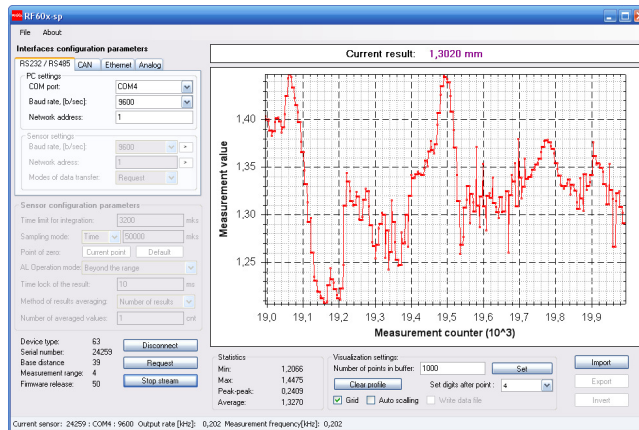 RF60x-sp
File About
Interfaces configuration parameters
RS232 / RS485 CAN Ethernet Analog
PC settings
COM port: COM4
Baud rate, [b/sec]: 9600
Network address: 1
Sensor settings
Baud rate, [b/sec]: 9600 >
Network adress: 1 >
Modes of data transfer: Request
Sensor configuration parameters
Time limit for integration: 3200 mks
Sampling mode: Time 50000 mks
Point of zero: Current point Default
AL Operation mode: Beyond the range
Time lock of the result: 10 ms
Method of results averaging: Number of results
Number of averaged values: 1 cnt
Device type: 63
Serial number: 24259
Base distance 39
Measurement range: 4
Firmware release: 50
Disconnect
Request
Stop stream
Current result: 1,3020 mm
Measurement value
1,40
1,35
1,30
1,25
19,0 19,1 19,2 19,3 19,4 19,5 19,6 19,7 19,8 19,9
Measurement counter (10^3)
Statistics
Min: 1,2066
Max: 1,4475
Peak-peak: 0,2409
Average: 1,3270
Visualization settings:
Number of points in buffer: 1000 Set
Clear profile Set digits after point: 4
Grid Auto scalling Write data file
Import
Export
Invert
Current sensor: 24259 : COM4 : 9600 Output rate [kHz]: 0,202 Measurement frequency[kHz]: 0,202